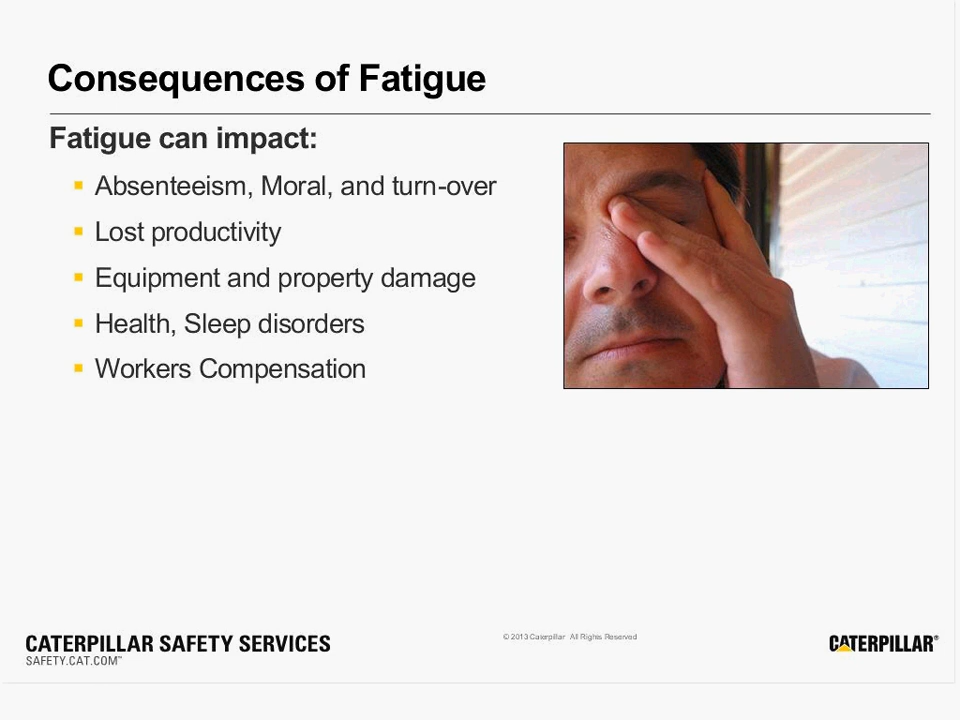 Consequences of Fatigue
Fatigue can impact:
Absenteeism, Moral, and turn-over
Lost productivity
Equipment and property damage
Health, Sleep disorders
Workers Compensation
CATERPILLAR SAFETY SERVICES
SAFETY.CAT.COM™
© 2013 Caterpillar All Rights Reserved
CATERPILLAR®